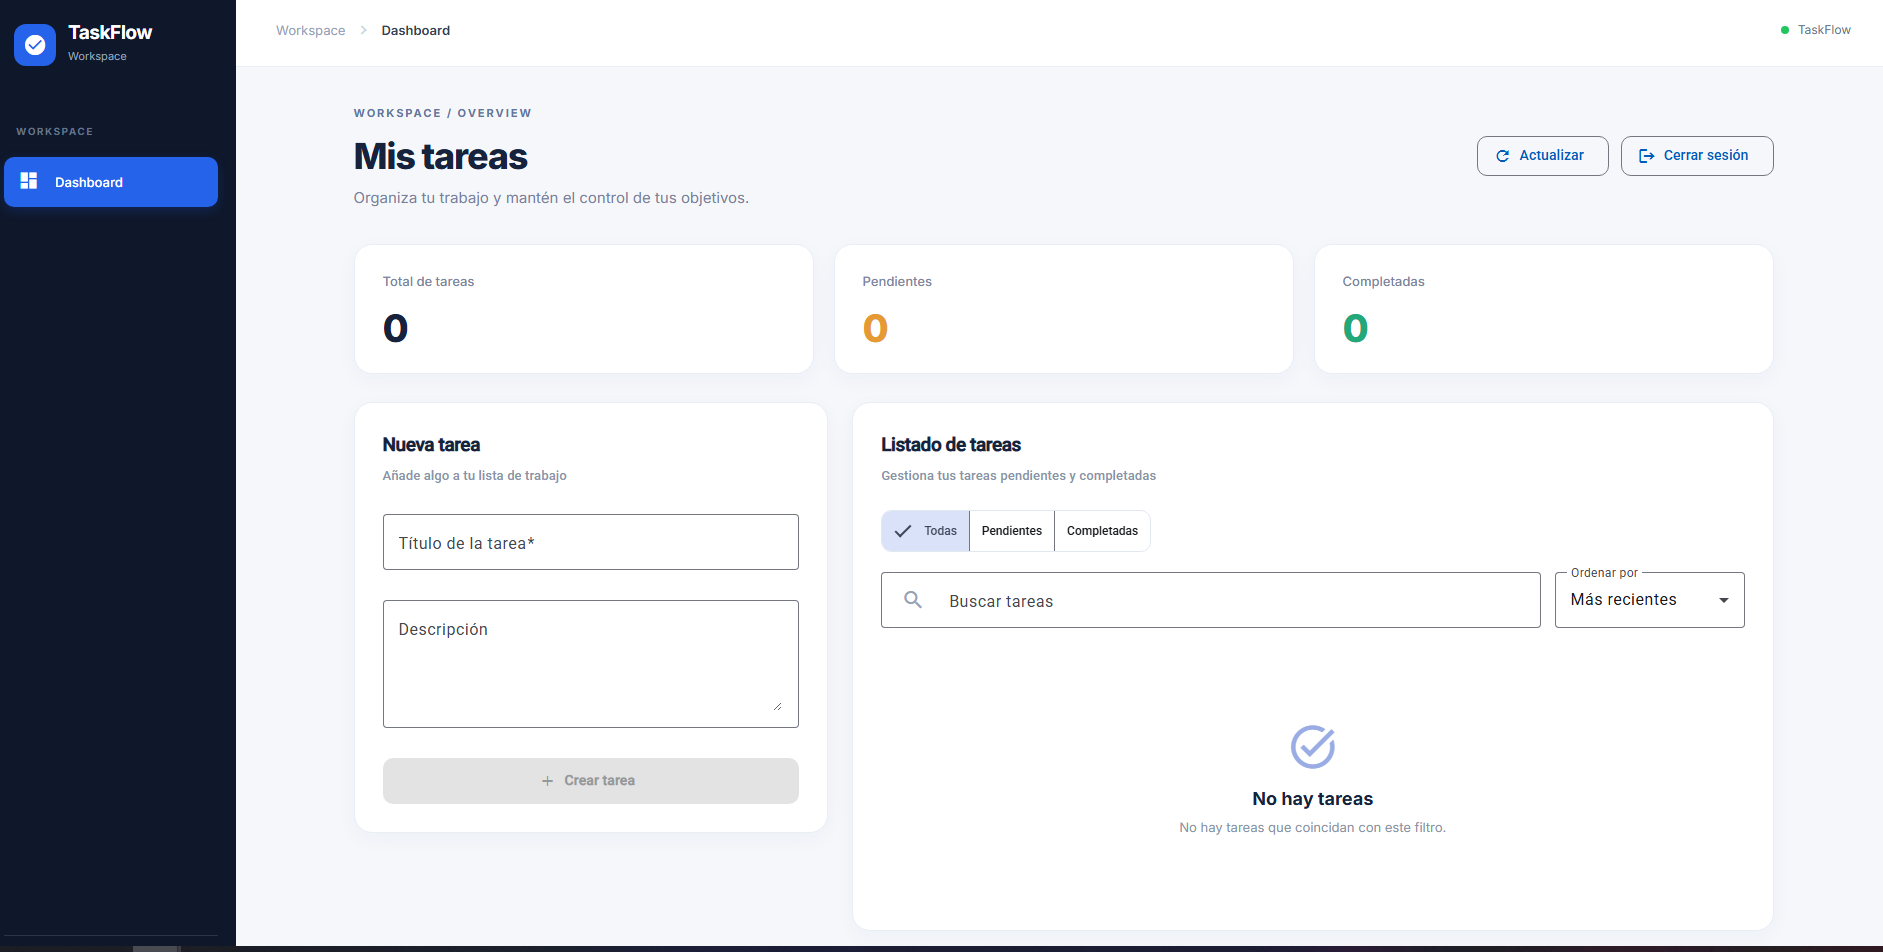 TaskFlow
Workspace
WORKSPACE
Dashboard
Workspace > Dashboard
TaskFlow
WORKSPACE / OVERVIEW
Mis tareas
Organiza tu trabajo y mantén el control de tus objetivos.
Actualizar
Cerrar sesión
Total de tareas
0
Pendientes
0
Completadas
0
Nueva tarea
Añade algo a tu lista de trabajo
Título de la tarea*
Descripción
+ Crear tarea
Listado de tareas
Gestiona tus tareas pendientes y completadas
Todas Pendientes Completadas
Buscar tareas
Ordenar por
Más recientes
No hay tareas
No hay tareas que coincidan con este filtro.